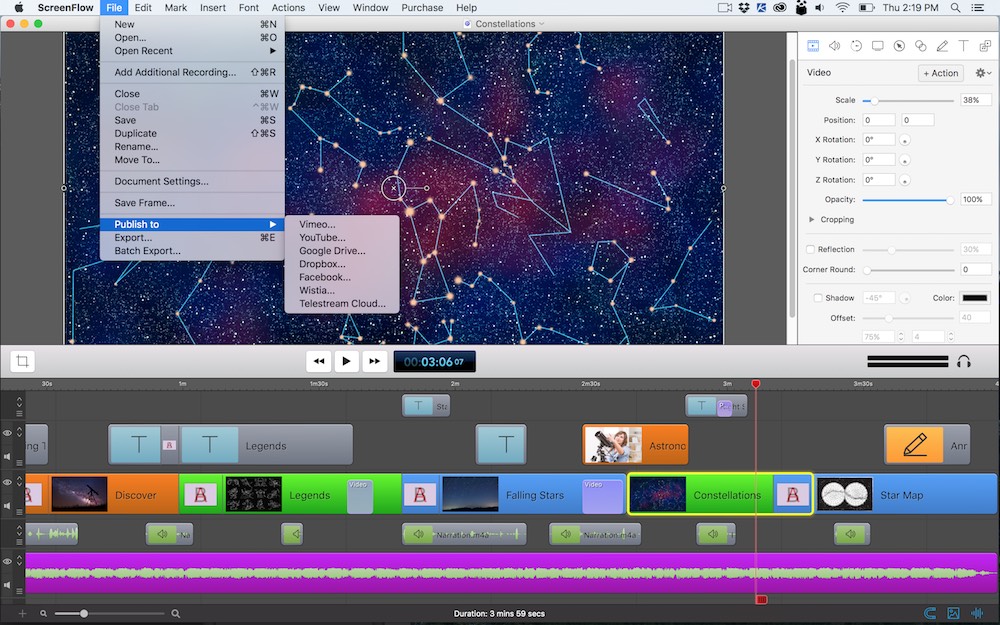 ScreenFlow File Edit Mark Insert Font Actions View Window Purchase Help Thu 2:19 PM
Constellations
New ⌘N
Open... ⌘O
Open Recent ▶
Add Additional Recording... ⇧⌘R
Close ⌘W
Close Tab ^⌘W
Save ⌘S
Duplicate ⇧⌘S
Rename...
Move To...
Document Settings...
Save Frame...
Publish to ▶
Export... ⌘E
Batch Export...
Vimeo...
YouTube...
Google Drive...
Dropbox...
Facebook...
Wistia...
Telestream Cloud...
Video + Action
Scale 38%
Position: 0 0
X Rotation: 0°
Y Rotation: 0°
Z Rotation: 0°
Opacity: 100%
Cropping
Reflection 30%
Corner Round: 0
Shadow -45° Color:
Offset: 40
75% 4
00:03:06 07
30s 1m 1m30s 2m 2m30s 3m 3m30s
T St T
ng T T A T Legends T Astronc Anr
A Discover A Legends Video A Falling Stars Video Constellations A Star Map
Na Narration.m4a Narration.m4a
Duration: 3 mins 59 secs